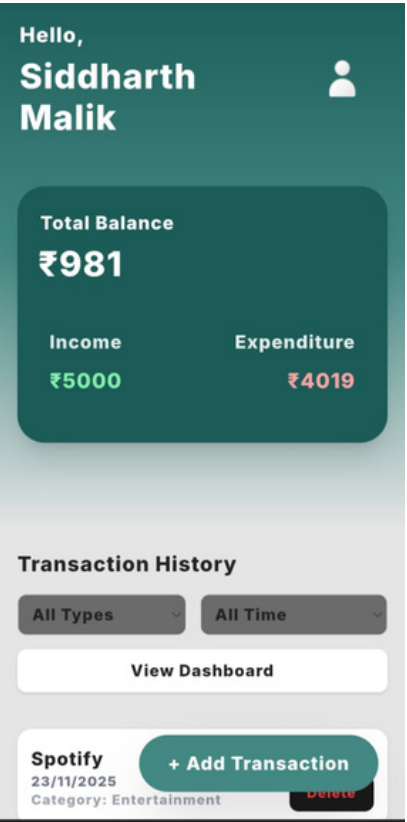 Hello,
Siddharth
Malik
Total Balance
₹981
Income Expenditure
₹5000 ₹4019
Transaction History
All Types All Time
View Dashboard
Spotify
+ Add Transaction
23/11/2025
Delete
Category: Entertainment